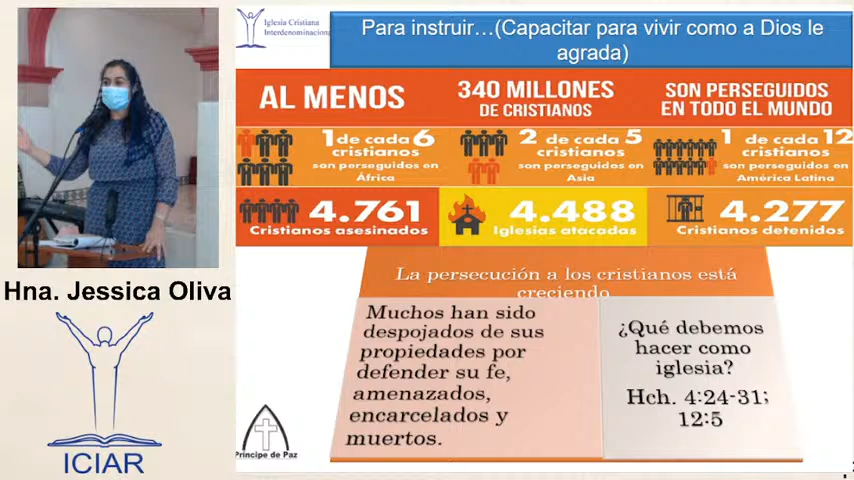 Iglesia Cristiana
Interdenominacional
Para instruir...(Capacitar para vivir como a Dios le
agrada)
AL MENOS
340 MILLONES
DE CRISTIANOS
SON PERSEGUIDOS
EN TODO EL MUNDO
1 de cada 6
cristianos
son perseguidos en
África
2 de cada 5
cristianos
son perseguidos en
Asia
1 de cada 12
cristianos
son perseguidos en
América Latina
4.761
Cristianos asesinados
4.488
Iglesias atacadas
4.277
Cristianos detenidos
La persecución a los cristianos está
creciendo
Muchos han sido
despojados de sus
propiedades por
defender su fe,
amenazados,
encarcelados y
muertos.
¿Qué debemos
hacer como
iglesia?
Hch. 4:24-31;
12:5
Hna. Jessica Oliva
ICIAR
Príncipe de Paz